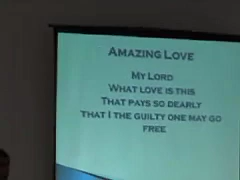 Amazing Love
My Lord
What love is this
That pays so dearly
That I the guilty one may go
free